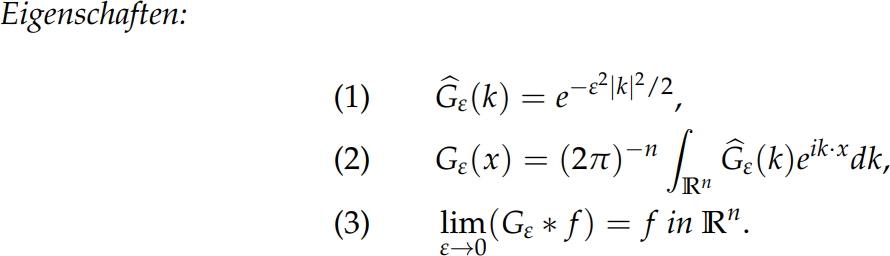 Eigenschaften:
(1) Ĝ_ε(k) = e^{−ε²|k|²/2},
(2) G_ε(x) = (2π)^{−n} ∫_{ℝⁿ} Ĝ_ε(k)e^{ik·x}dk,
(3) lim_{ε→0}(G_ε ∗ f) = f in ℝⁿ.